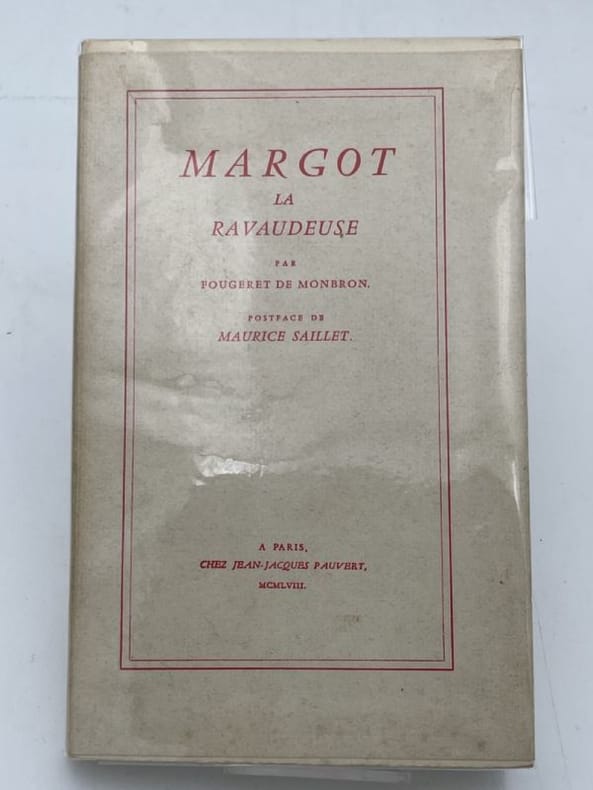 MARGOT
LA
RAVAUDEUSE
PAR
FOUGERET DE MONBRON.
POSTFACE DE
MAURICE SAILLET.
A PARIS,
CHEZ JEAN-JACQUES PAUVERT,
MCMLVIII.